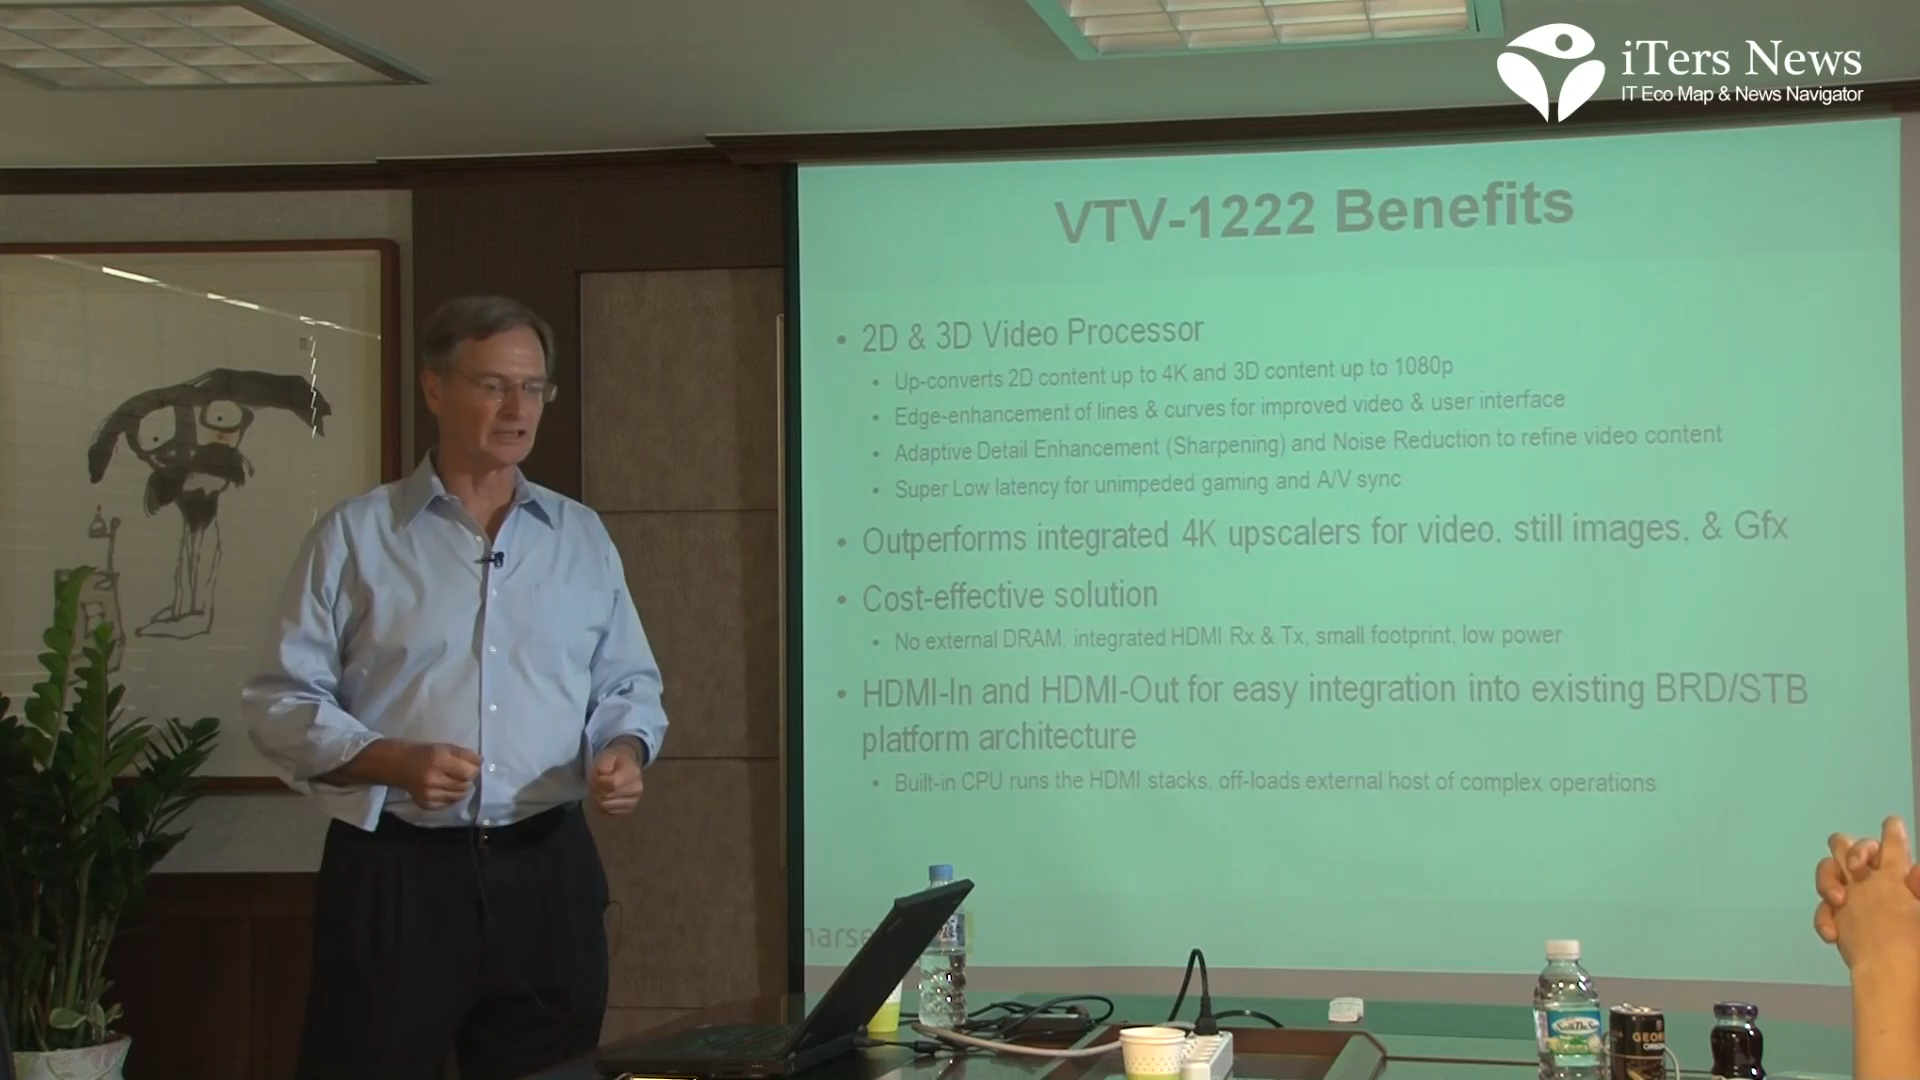 iTers News
IT Eco Map & News Navigator
VTV-1222 Benefits
• 2D & 3D Video Processor
• Up-converts 2D content up to 4K and 3D content up to 1080p
• Edge-enhancement of lines & curves for improved video & user interface
• Adaptive Detail Enhancement (Sharpening) and Noise Reduction to refine video content
• Super Low latency for unimpeded gaming and A/V sync
• Outperforms integrated 4K upscalers for video, still images, & Gfx
• Cost-effective solution
• No external DRAM, integrated HDMI Rx & Tx, small footprint, low power
• HDMI-In and HDMI-Out for easy integration into existing BRD/STB
platform architecture
• Built-in CPU runs the HDMI stacks, off-loads external host of complex operations